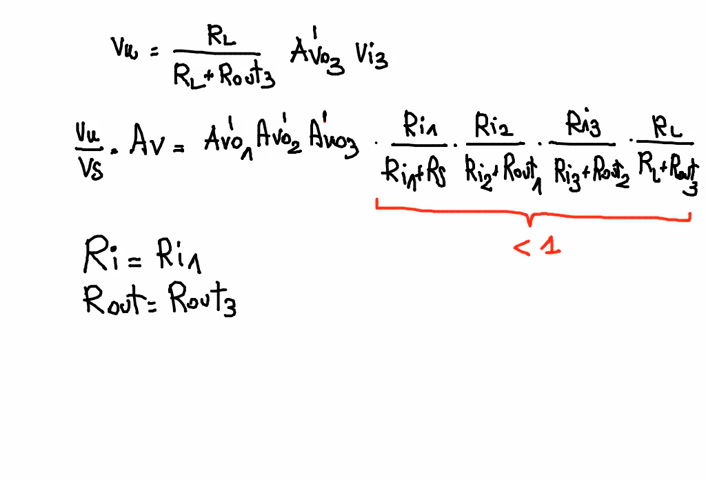 Vu = RL / (RL + Rout3) A'vo3 Vi3
Vu / Vs . Av = A'vo1 A'vo2 A'vo3 · Ri1 / (Ri1 + Rs) · Ri2 / (Ri2 + Rout1) · Ri3 / (Ri3 + Rout2) · RL / (RL + Rout3)
< 1
Ri = Ri1
Rout = Rout3